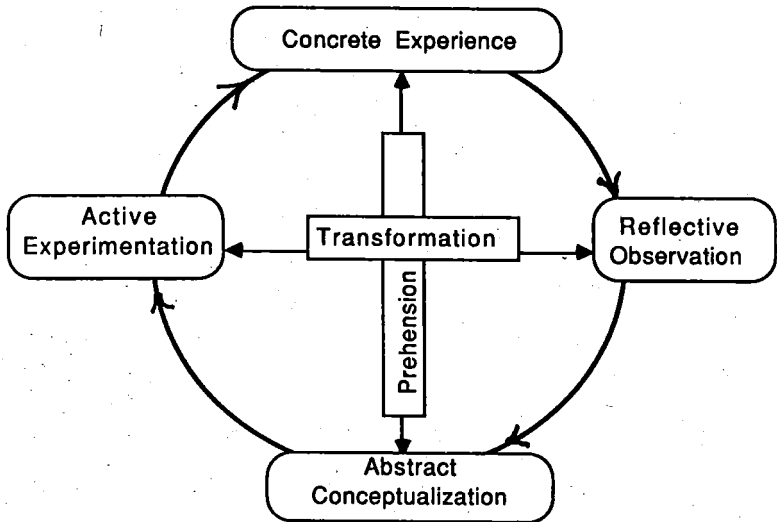 Concrete Experience
Active
Experimentation
Transformation
Reflective
Observation
Prehension
Abstract
Conceptualization